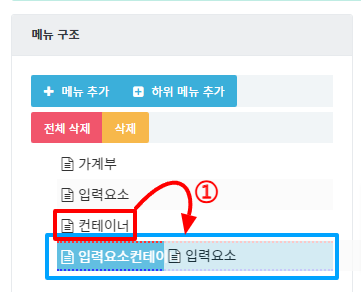 메뉴 구조
메뉴 추가 하위 메뉴 추가
전체 삭제 삭제
가계부
입력요소
컨테이너
①
입력요소컨테이 입력요소